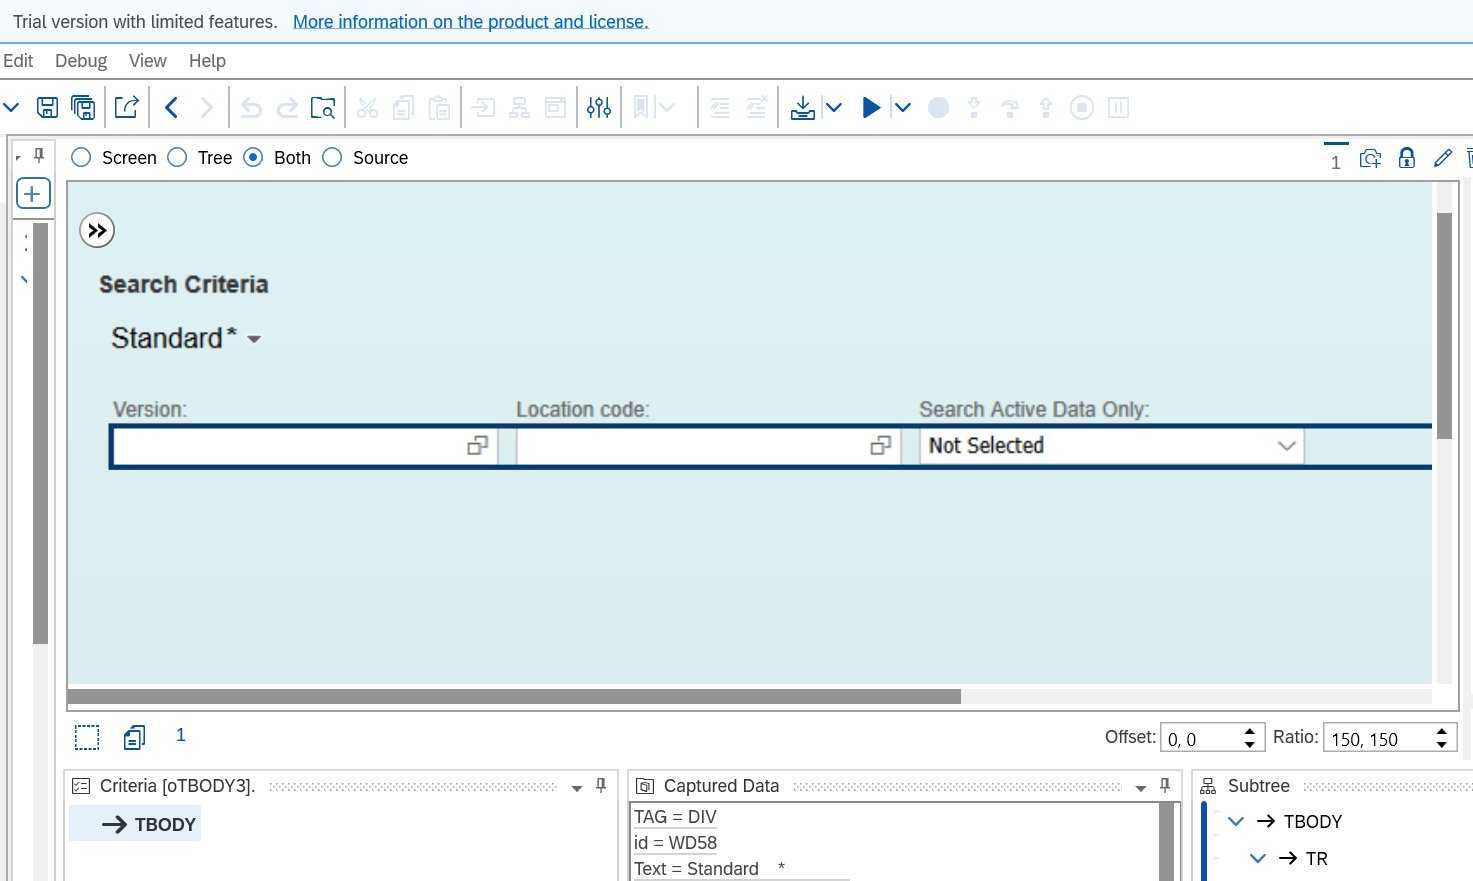 Trial version with limited features. More information on the product and license.
Edit Debug View Help
Screen Tree Both Source
1
Search Criteria
Standard* 
Version: Location code: Search Active Data Only:
Not Selected
1
Offset: 0, 0 Ratio: 150, 150
Criteria [oTBODY3]. Captured Data Subtree
TBODY
TAG = DIV
id = WD58
Text = Standard *
TBODY
TR